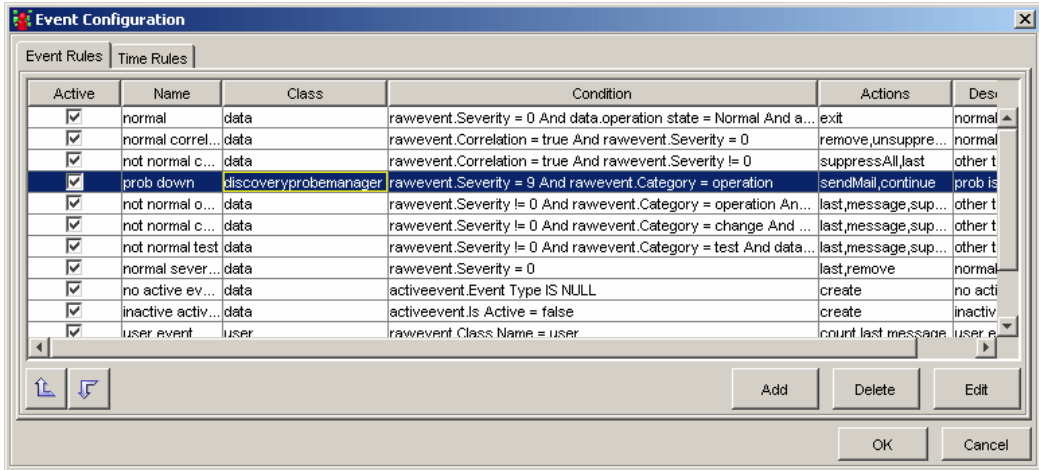 Event Configuration
Event Rules Time Rules
Active Name Class Condition Actions Des
normal data rawevent.Severity = 0 And data.operation state = Normal And a... exit normal
normal correl... data rawevent.Correlation = true And rawevent.Severity = 0 remove,unsuppre... normal
not normal c... data rawevent.Correlation = true And rawevent.Severity != 0 suppressAll,last other t
prob down discoveryprobemanager rawevent.Severity = 9 And rawevent.Category = operation sendMail,continue prob is
not normal o... data rawevent.Severity != 0 And rawevent.Category = operation An... last,message,sup... other t
not normal c... data rawevent.Severity != 0 And rawevent.Category = change And ... last,message,sup... other t
not normal test data rawevent.Severity != 0 And rawevent.Category = test And data... last,message,sup... other t
normal sever... data rawevent.Severity = 0 last,remove normal
no active ev... data activeevent.Event Type IS NULL create no acti
inactive activ... data activeevent.Is Active = false create inactiv
user event user rawevent.Class Name = user count last message user e
Add Delete Edit
OK Cancel